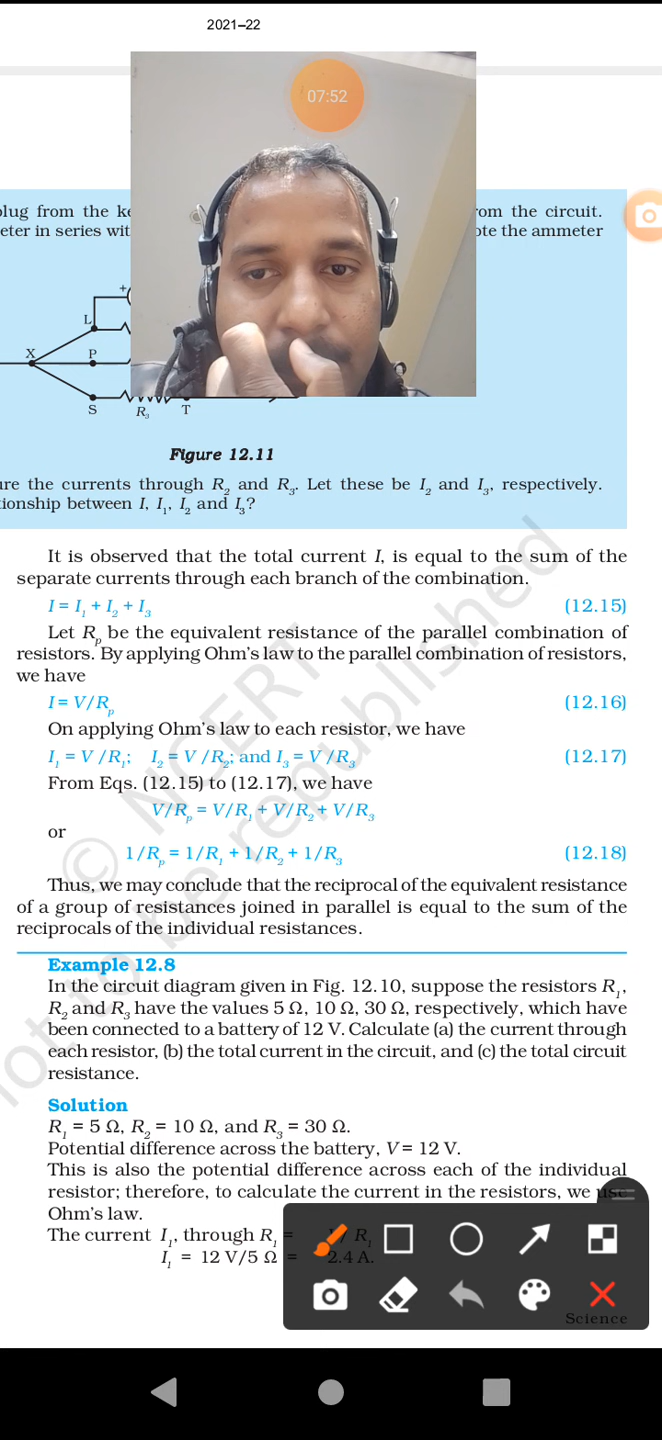 2021–22
07:52
plug from the ke
rom the circuit.
eter in series wit
ote the ammeter
+
L
X
P
S
R₃
T
Figure 12.11
ure the currents through R₂ and R₃. Let these be I₂ and I₃, respectively.
tionship between I, I₁, I₂ and I₃?
It is observed that the total current I, is equal to the sum of the
separate currents through each branch of the combination.
I = I₁ + I₂ + I₃ (12.15)
Let Rₚ be the equivalent resistance of the parallel combination of
resistors. By applying Ohm's law to the parallel combination of resistors,
we have
I = V/Rₚ (12.16)
On applying Ohm's law to each resistor, we have
I₁ = V /R₁; I₂ = V /R₂; and I₃ = V /R₃ (12.17)
From Eqs. (12.15) to (12.17), we have
V/Rₚ = V/R₁ + V/R₂ + V/R₃
or
1/Rₚ = 1/R₁ + 1/R₂ + 1/R₃ (12.18)
Thus, we may conclude that the reciprocal of the equivalent resistance
of a group of resistances joined in parallel is equal to the sum of the
reciprocals of the individual resistances.
© NCERT
not to be republished
Example 12.8
In the circuit diagram given in Fig. 12.10, suppose the resistors R₁,
R₂ and R₃ have the values 5 Ω, 10 Ω, 30 Ω, respectively, which have
been connected to a battery of 12 V. Calculate (a) the current through
each resistor, (b) the total current in the circuit, and (c) the total circuit
resistance.
Solution
R₁ = 5 Ω, R₂ = 10 Ω, and R₃ = 30 Ω.
Potential difference across the battery, V = 12 V.
This is also the potential difference across each of the individual
resistor; therefore, to calculate the current in the resistors, we use
Ohm's law.
The current I₁, through R₁ = V/ R₁
I₁ = 12 V/5 Ω = 2.4 A.
Science